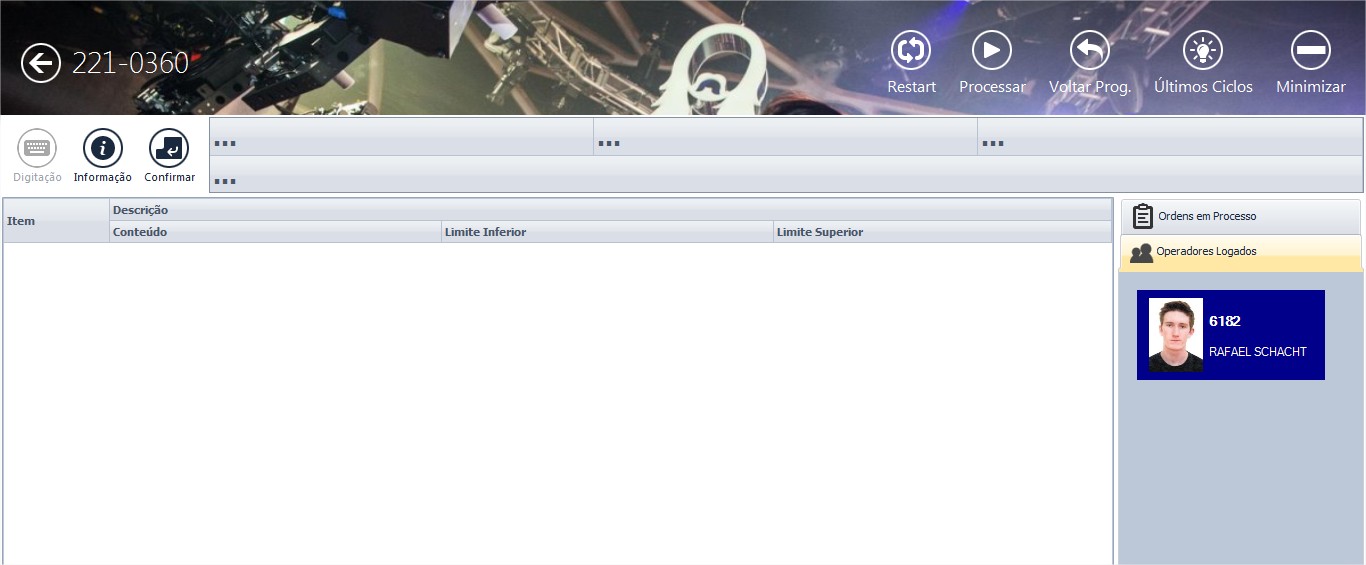 221-0360
Restart
Processar
Voltar Prog.
Últimos Ciclos
Minimizar
Digitação
Informação
Confirmar
...
...
...
...
Item
Descrição
Conteúdo
Limite Inferior
Limite Superior
Ordens em Processo
Operadores Logados
6182
RAFAEL SCHACHT